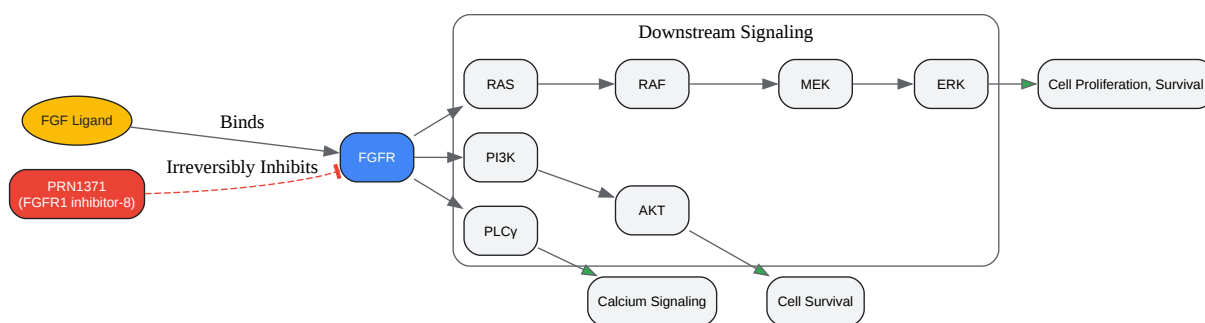 Downstream Signaling
FGF Ligand
Binds
PRN1371
(FGFR1 inhibitor-8)
Irreversibly Inhibits
FGFR
RAS
RAF
MEK
ERK
Cell Proliferation, Survival
PI3K
AKT
Cell Survival
PLCγ
Calcium Signaling